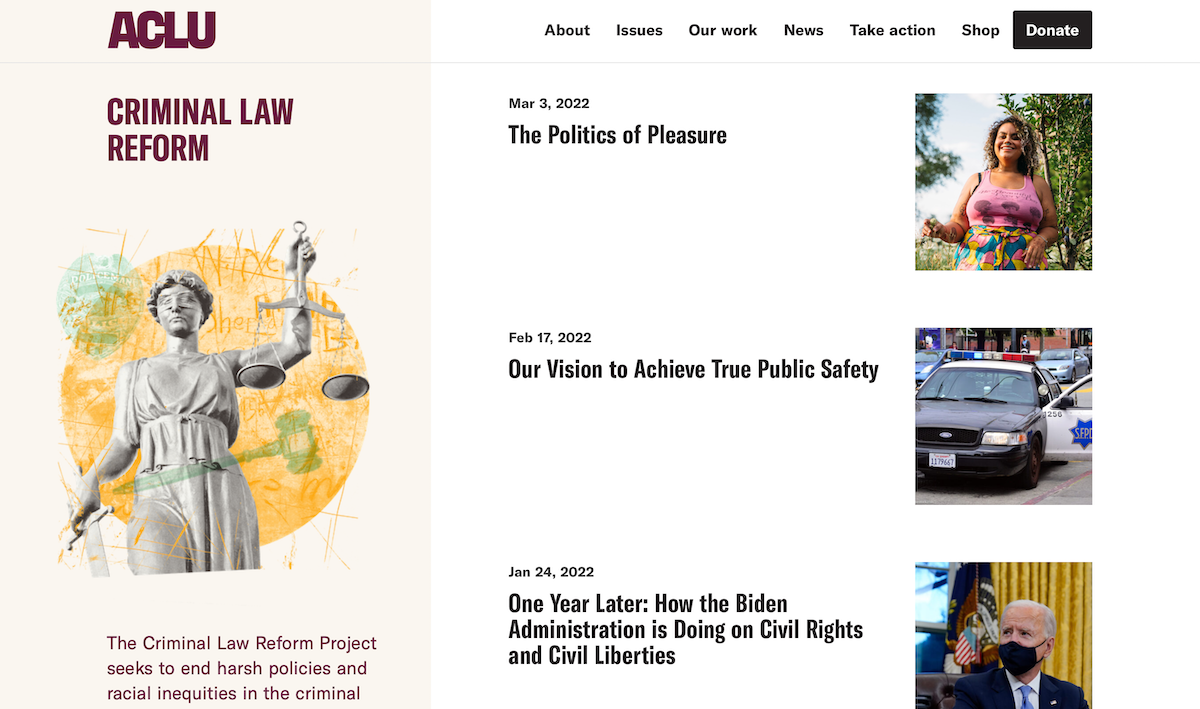 ACLU
About Issues Our work News Take action Shop Donate
CRIMINAL LAW
REFORM
POLICEMAN
The Criminal Law Reform Project
seeks to end harsh policies and
racial inequities in the criminal
Mar 3, 2022
The Politics of Pleasure
Feb 17, 2022
Our Vision to Achieve True Public Safety
1256
SFPD
Jan 24, 2022
One Year Later: How the Biden
Administration is Doing on Civil Rights
and Civil Liberties